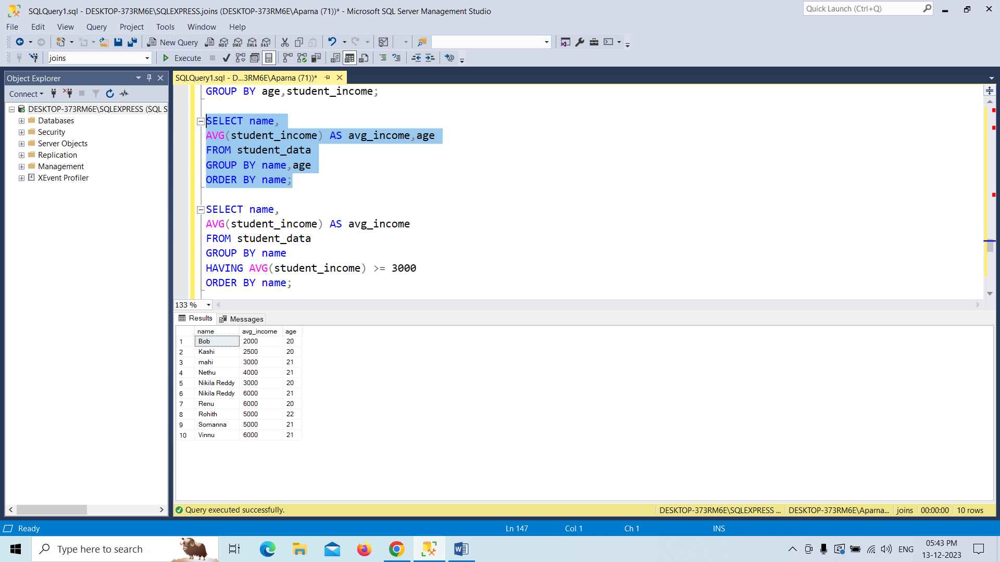 SQLQuery1.sql - DESKTOP-373RM6E\SQLEXPRESS.joins (DESKTOP-373RM6E\Aparna (71))* - Microsoft SQL Server Management Studio
Quick Launch (Ctrl+Q)
File Edit View Query Project Tools Window Help
New Query MDX DMX XMLA DAX
joins Execute
Object Explorer
SQLQuery1.sql - D...3RM6E\Aparna (71))*
Connect
DESKTOP-373RM6E\SQLEXPRESS (SQL S
Databases
Security
Server Objects
Replication
Management
XEvent Profiler
GROUP BY age,student_income;
SELECT name,
AVG(student_income) AS avg_income,age
FROM student_data
GROUP BY name,age
ORDER BY name;
SELECT name,
AVG(student_income) AS avg_income
FROM student_data
GROUP BY name
HAVING AVG(student_income) >= 3000
ORDER BY name;
133 %
Results Messages
name avg_income age
1 Bob 2000 20
2 Kashi 2500 20
3 mahi 3000 21
4 Nethu 4000 21
5 Nikila Reddy 3000 20
6 Nikila Reddy 6000 21
7 Renu 6000 20
8 Rohith 5000 22
9 Somanna 5000 21
10 Vinnu 6000 21
Query executed successfully. DESKTOP-373RM6E\SQLEXPRESS ... DESKTOP-373RM6E\Aparna... joins 00:00:00 10 rows
Ready Ln 147 Col 1 Ch 1 INS
Type here to search
ENG
05:43 PM
13-12-2023